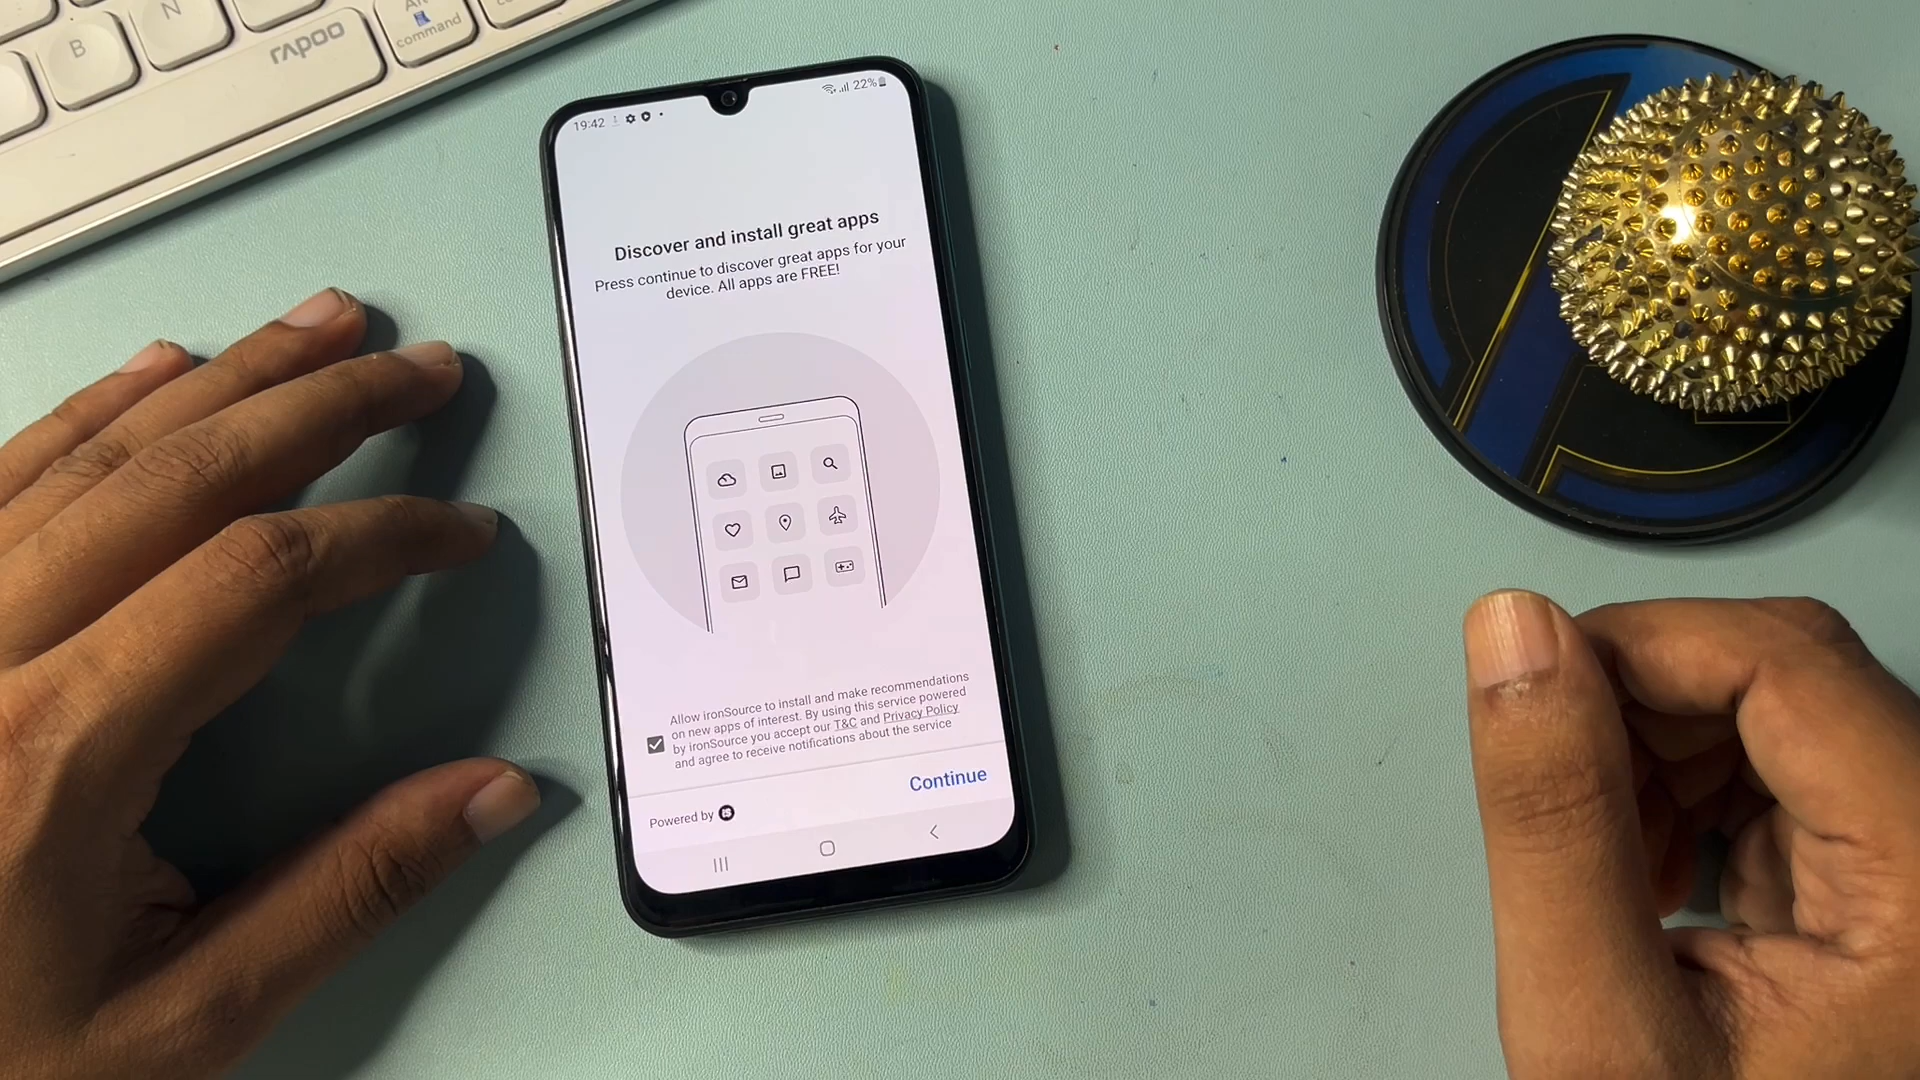 B
N
rapoo
Alt
command
19:42
22%
Discover and install great apps
Press continue to discover great apps for your
device. All apps are FREE!
Allow ironSource to install and make recommendations
on new apps of interest. By using this service powered
by ironSource you accept our T&C and Privacy Policy
and agree to receive notifications about the service
Continue
Powered by iS